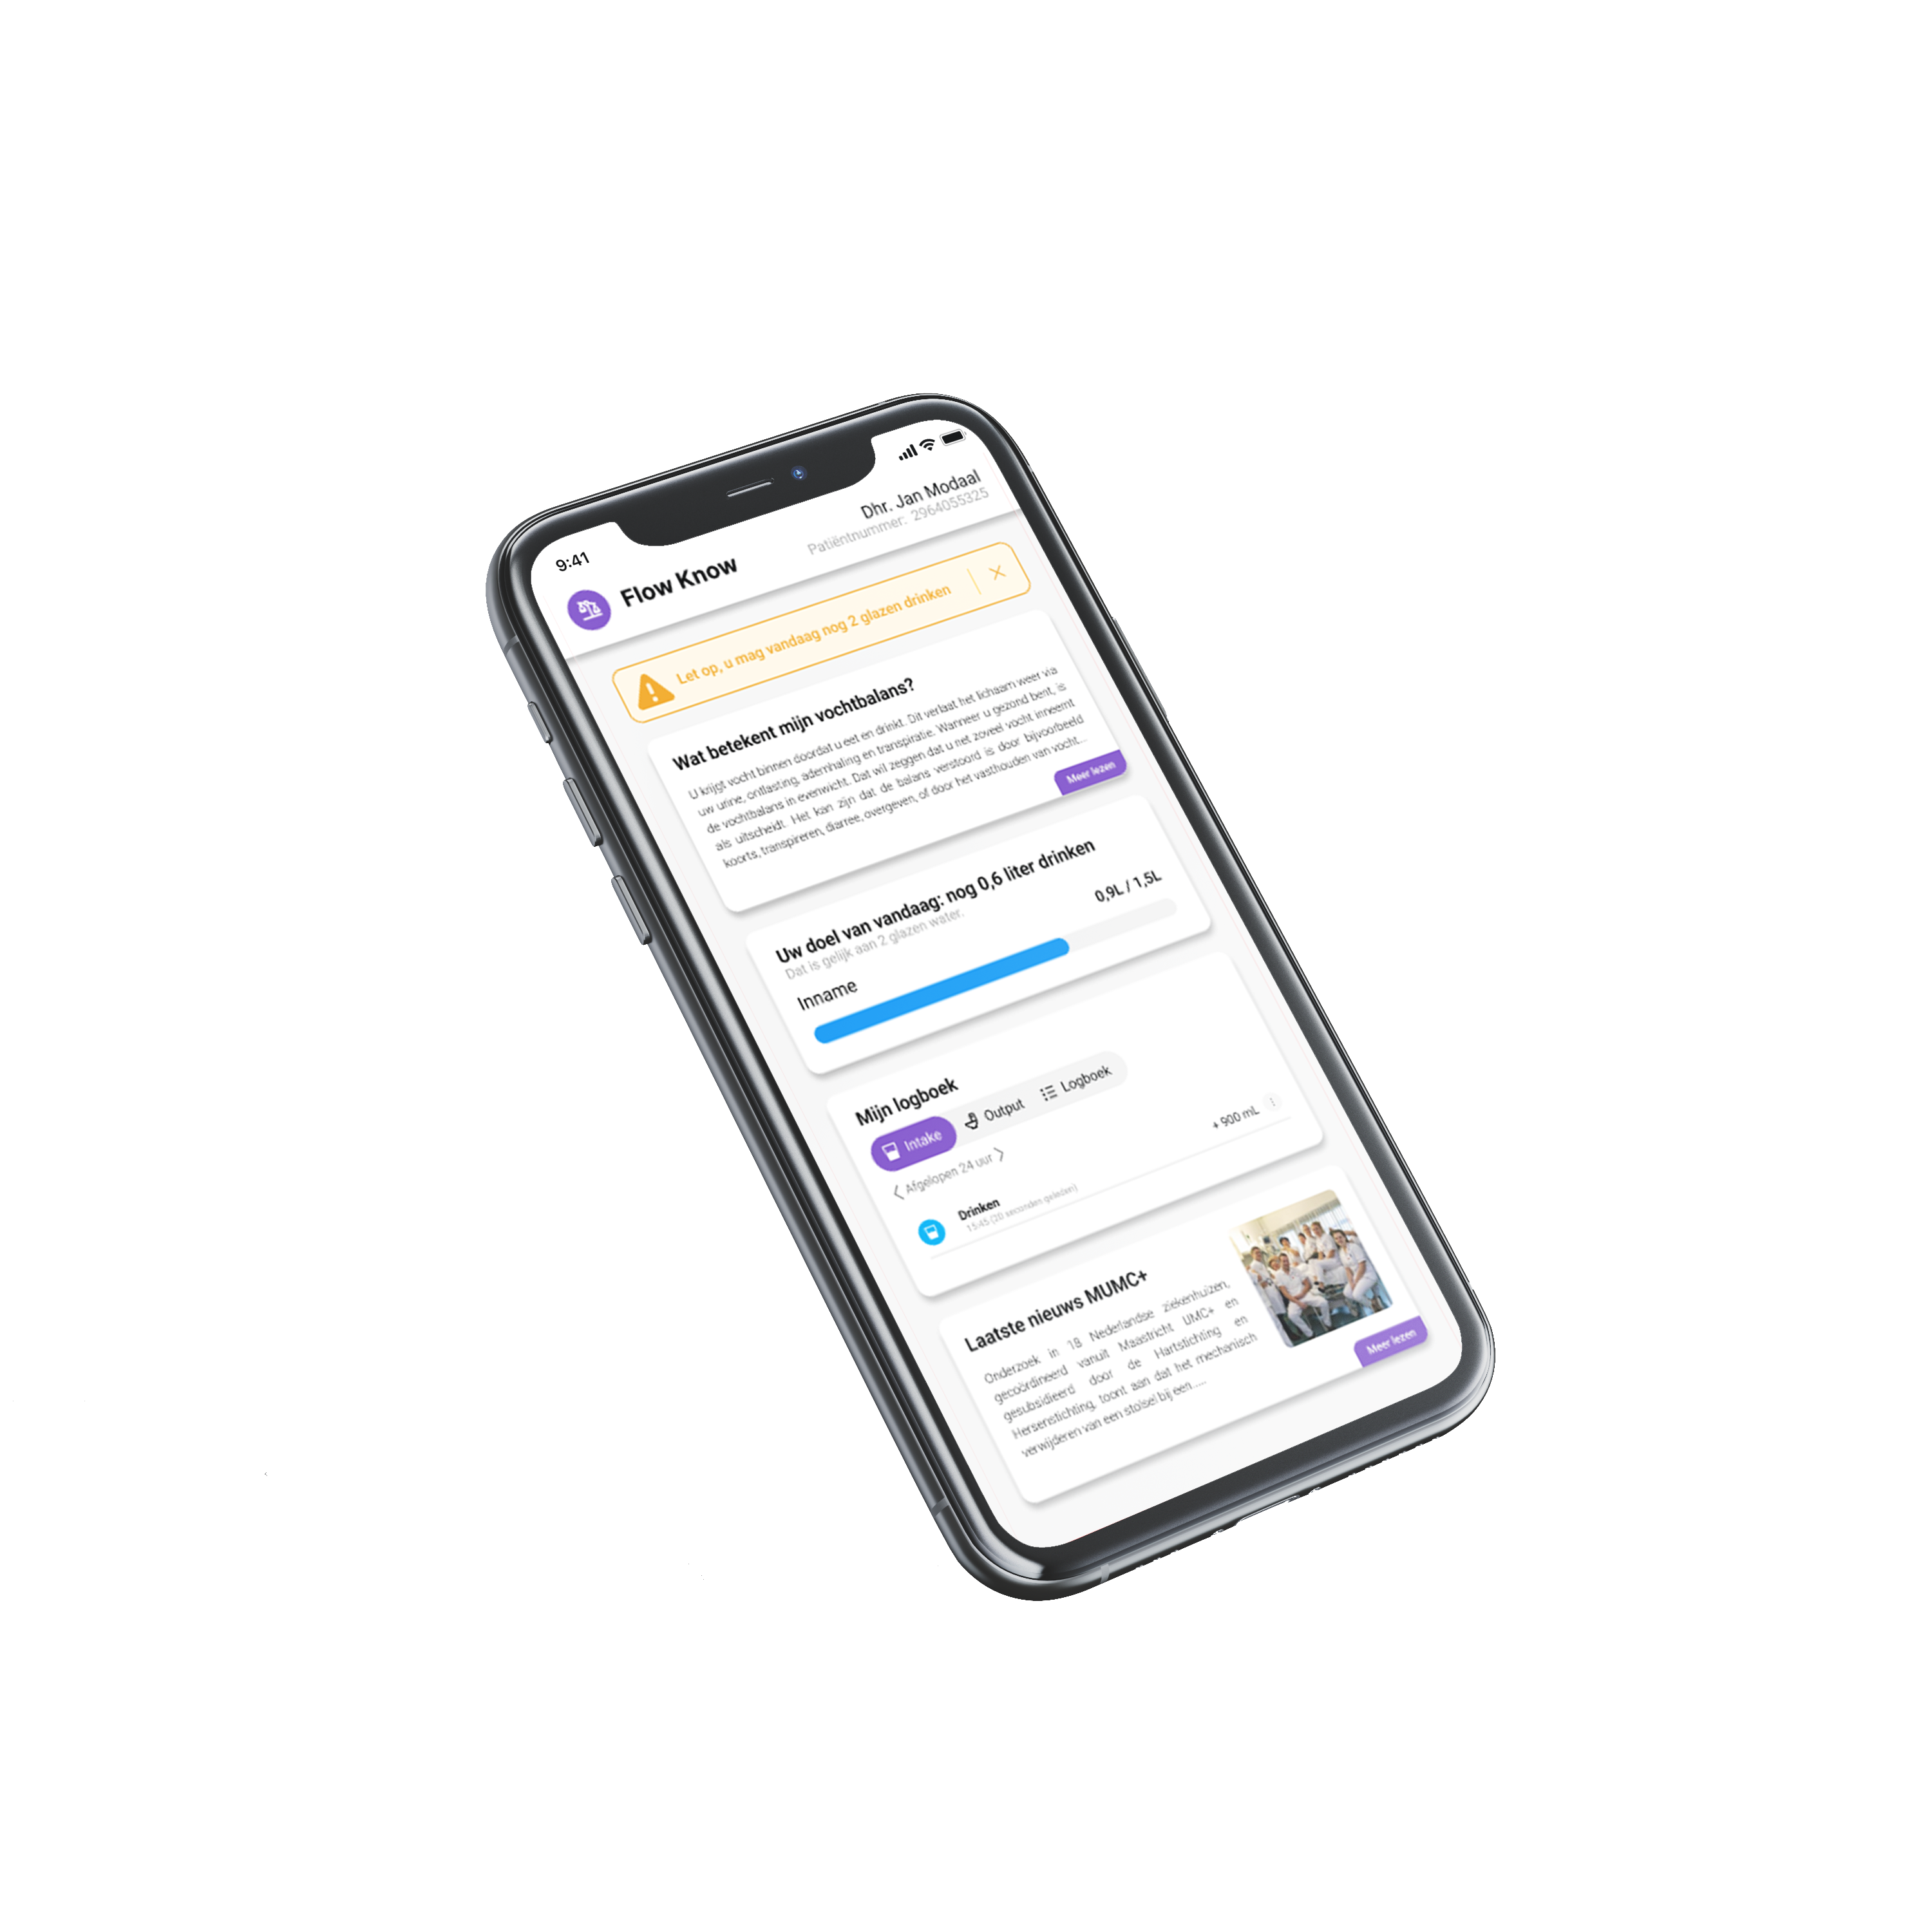 9:41
Dhr. Jan Modaal
Patiëntnummer: 2964055325
Flow Know
Let op, u mag vandaag nog 2 glazen drinken
Wat betekent mijn vochtbalans?
U krijgt vocht binnen doordat u eet en drinkt. Dit verlaat het lichaam weer via
uw urine, ontlasting, ademhaling en transpiratie. Wanneer u gezond bent, is
de vochtbalans in evenwicht. Dat wil zeggen dat u net zoveel vocht inneemt
als uitscheidt. Het kan zijn dat de balans verstoord is door bijvoorbeeld
koorts, transpireren, diarree, overgeven, of door het vasthouden van vocht...
Meer lezen
Uw doel van vandaag: nog 0,6 liter drinken
Dat is gelijk aan 2 glazen water.
0,9L / 1,5L
Inname
Mijn logboek
Intake
Output
Logboek
Afgelopen 24 uur
Drinken
15:45 (20 seconden geleden)
+ 900 mL
Laatste nieuws MUMC+
Onderzoek in 18 Nederlandse ziekenhuizen,
gecoördineerd vanuit Maastricht UMC+ en
gesubsidieerd door de Hartstichting en
Hersenstichting, toont aan dat het mechanisch
verwijderen van een stolsel bij een .....
Meer lezen